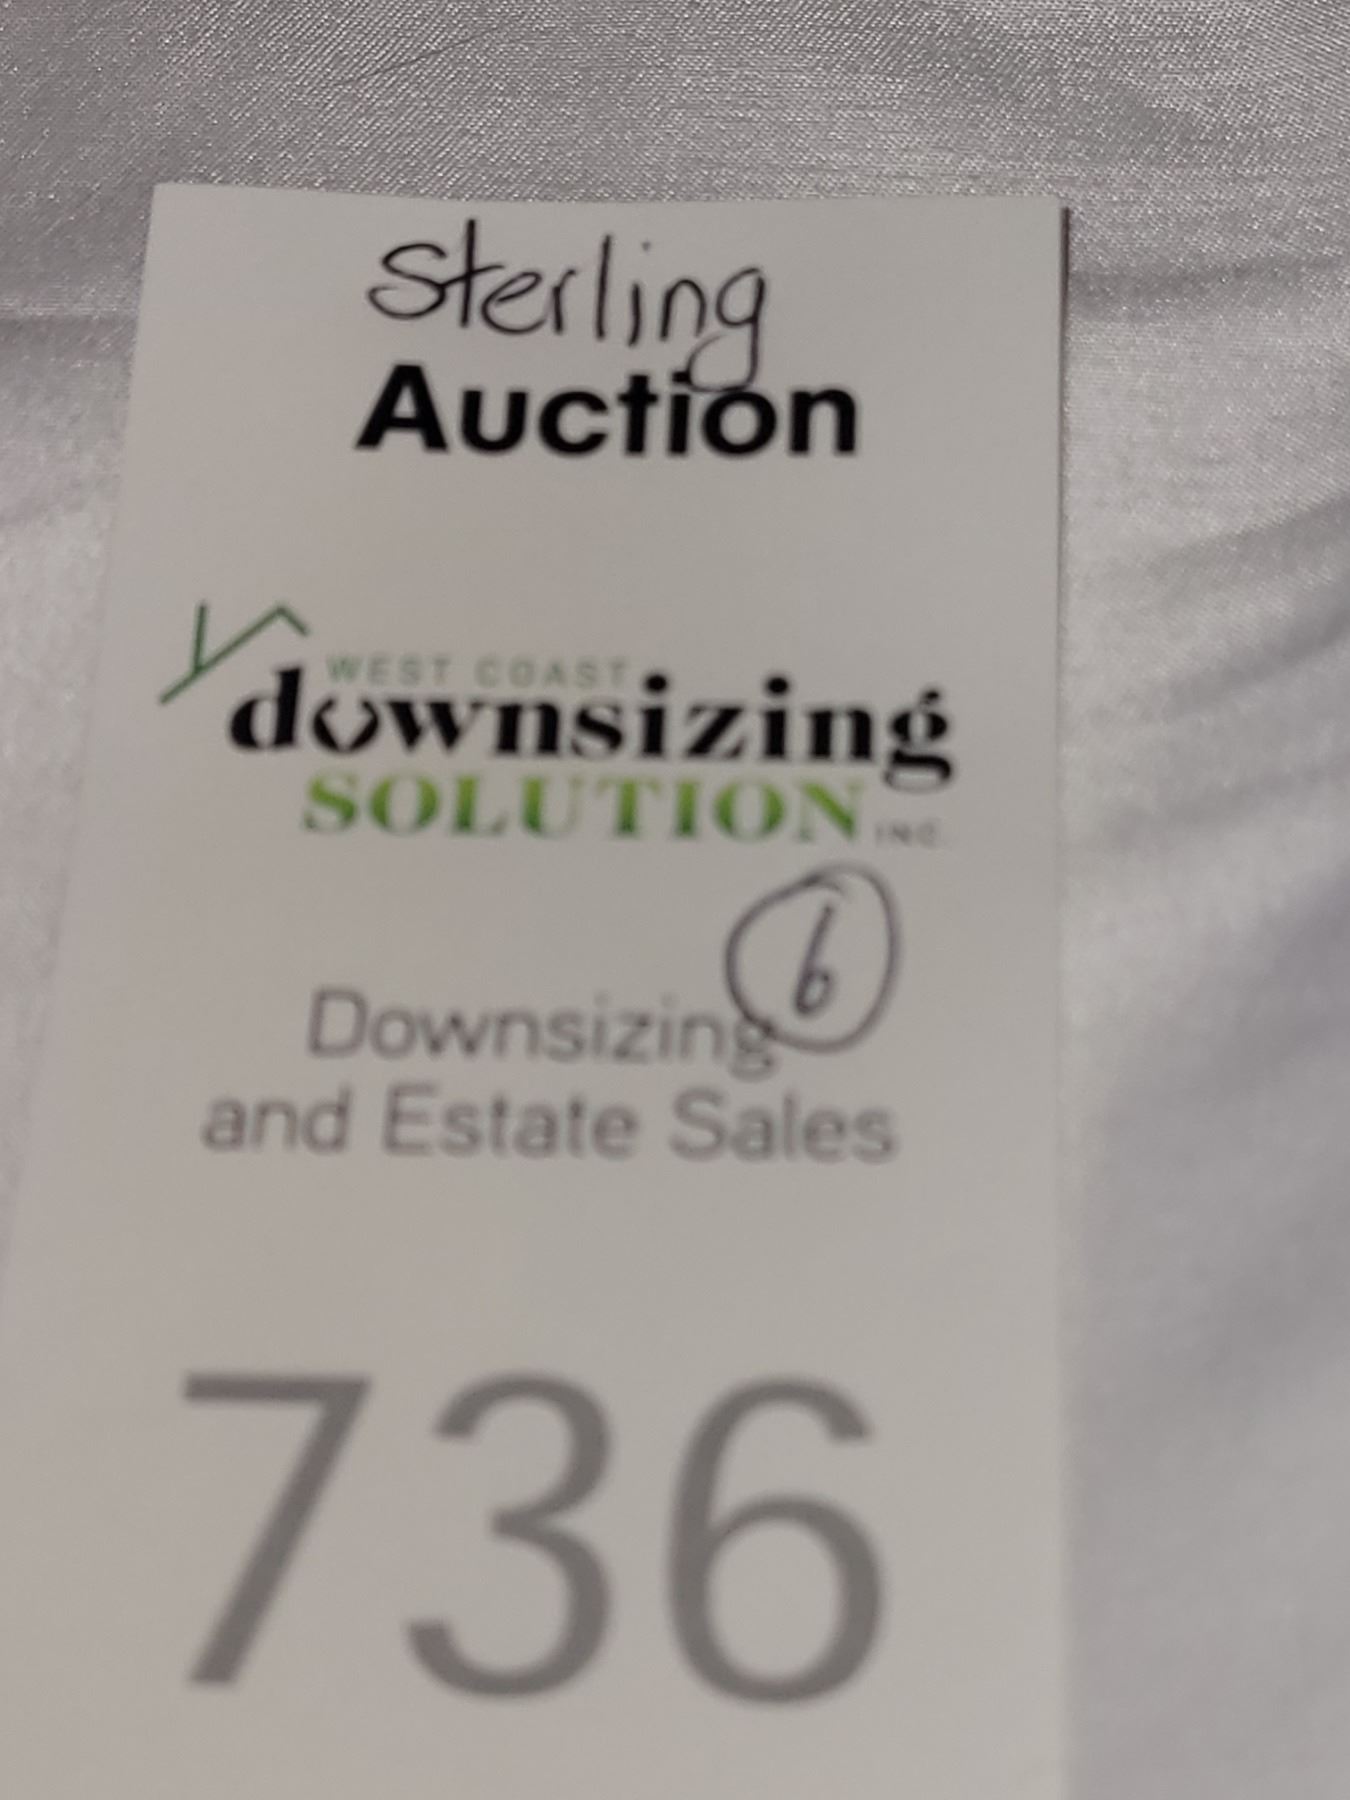 Sterling
Auction
WEST COAST
downsizing
SOLUTION INC
6
Downsizing
and Estate Sales
736